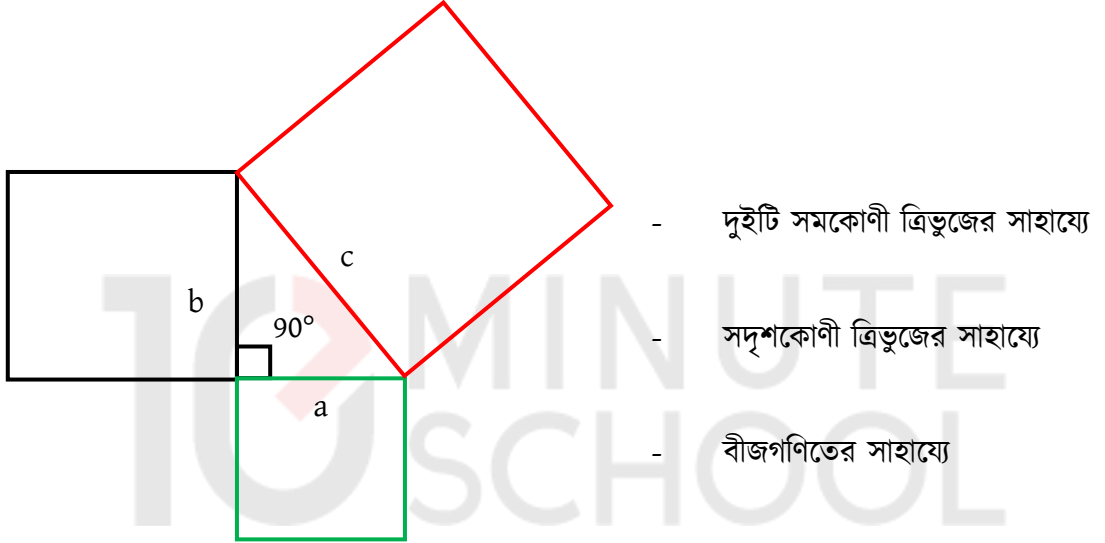 c
b
90°
a
- দুইটি সমকোণী ত্রিভুজের সাহায্যে
- সদৃশকোণী ত্রিভুজের সাহায্যে
- বীজগণিতের সাহায্যে
10 MINUTE
SCHOOL